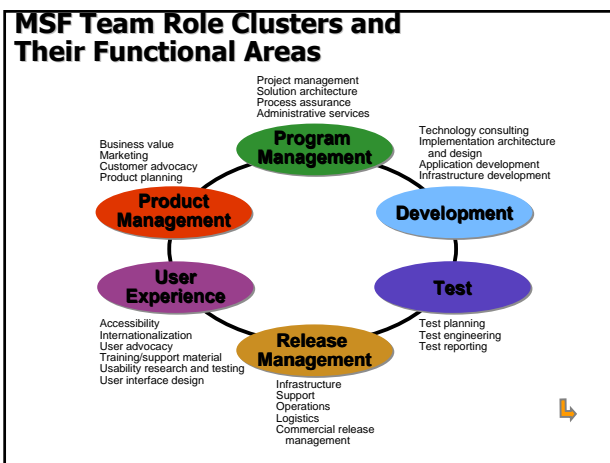 MSF Team Role Clusters and
Their Functional Areas
Project management
Solution architecture
Process assurance
Administrative services
Program
Management
Technology consulting
Implementation architecture
and design
Application development
Infrastructure development
Development
Business value
Marketing
Customer advocacy
Product planning
Product
Management
User
Experience
Accessibility
Internationalization
User advocacy
Training/support material
Usability research and testing
User interface design
Test
Test planning
Test engineering
Test reporting
Release
Management
Infrastructure
Support
Operations
Logistics
Commercial release
management